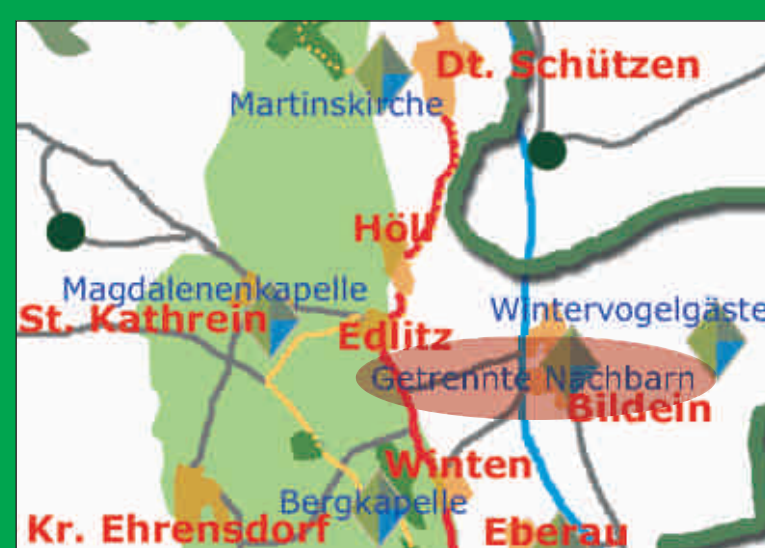 Dt. Schützen
Martinskirche
Höll
Magdalenenkapelle
Wintervogelgäste
St. Kathrein
Edlitz
Getrennte Nachbarn
Bildein
Winten
Bergkapelle
Kr. Ehrensdorf
Eberau